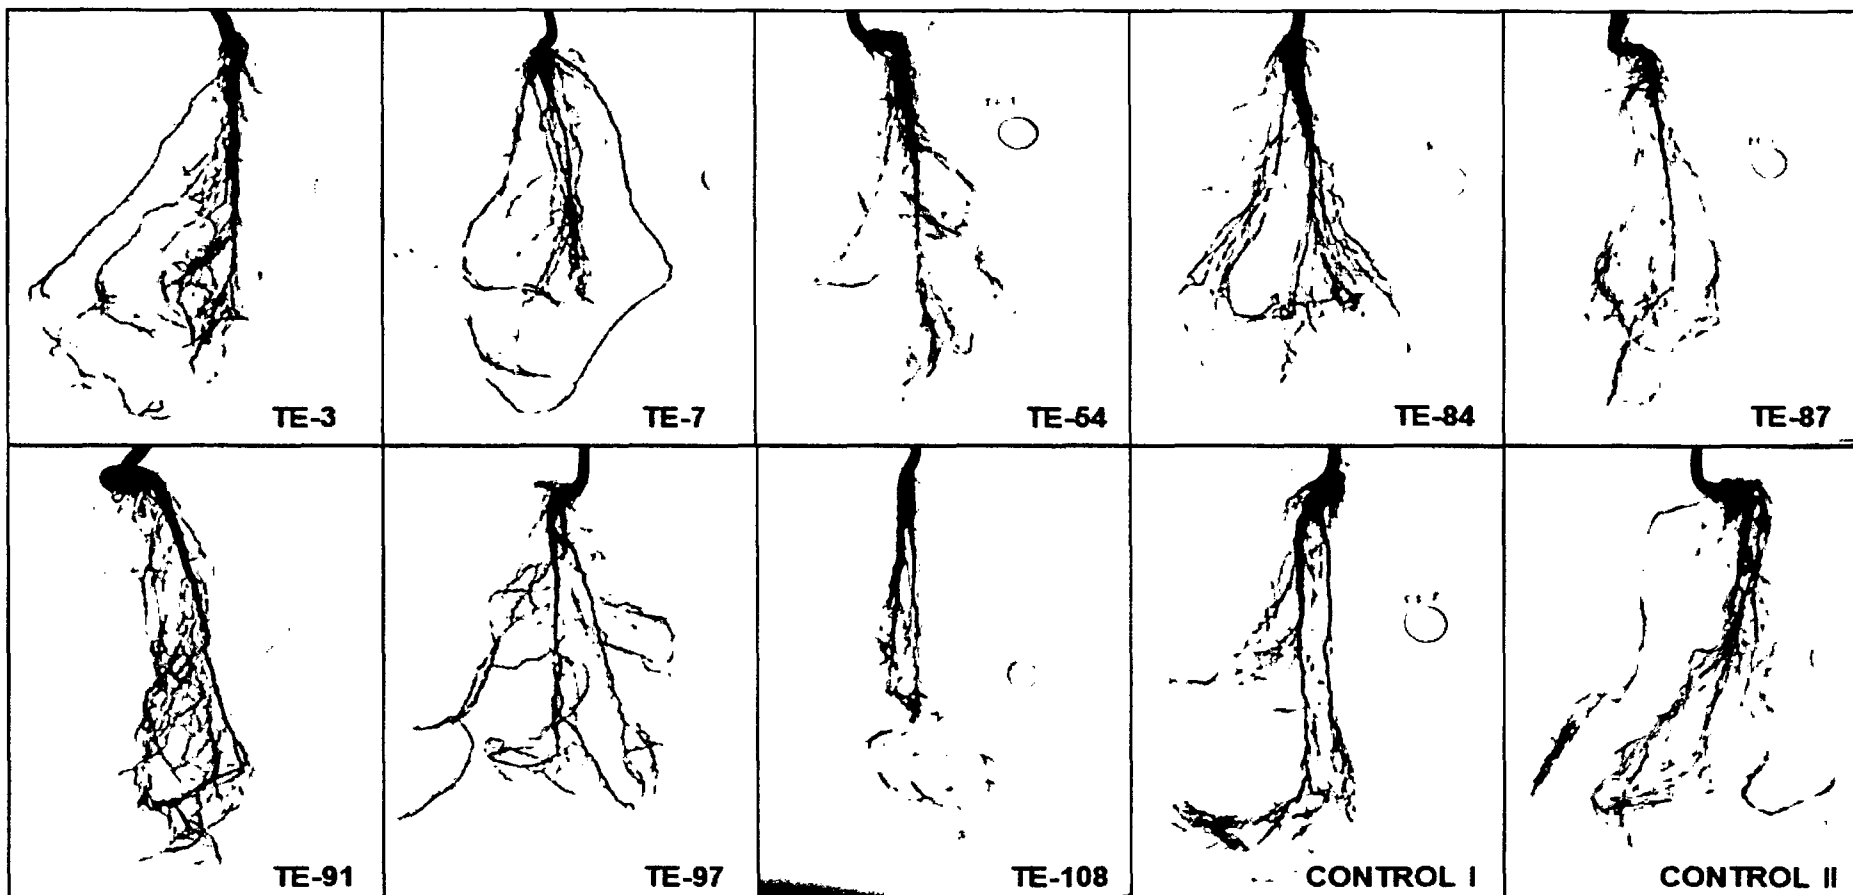 TE-3
TE-7
TE-54
TE-84
TE-87
TE-91
TE-97
TE-108
CONTROL I
CONTROL II